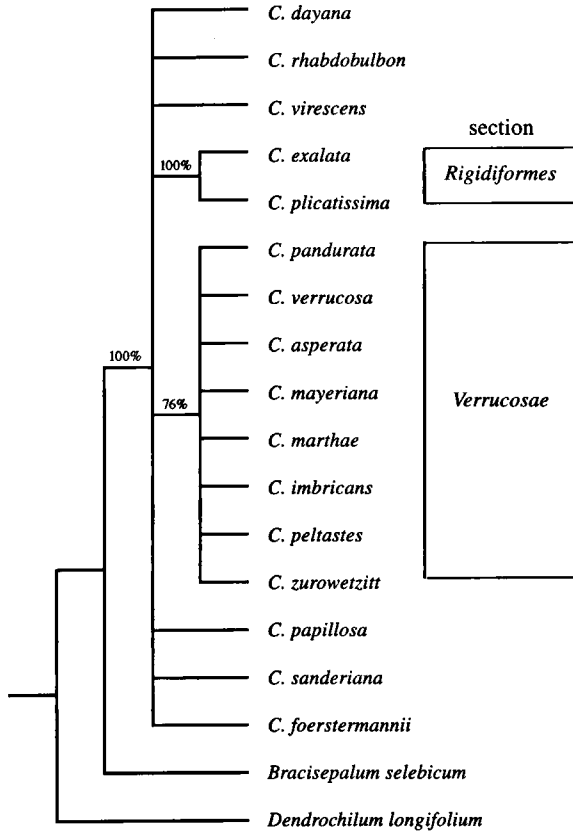 C. dayana
C. rhabdobulbon
C. virescens
section
C. exalata
100%
Rigidiformes
C. plicatissima
C. pandurata
C. verrucosa
C. asperata
100%
C. mayeriana
76%
Verrucosae
C. marthae
C. imbricans
C. peltastes
C. zurowetzitt
C. papillosa
C. sanderiana
C. foerstermannii
Bracisepalum selebicum
Dendrochilum longifolium